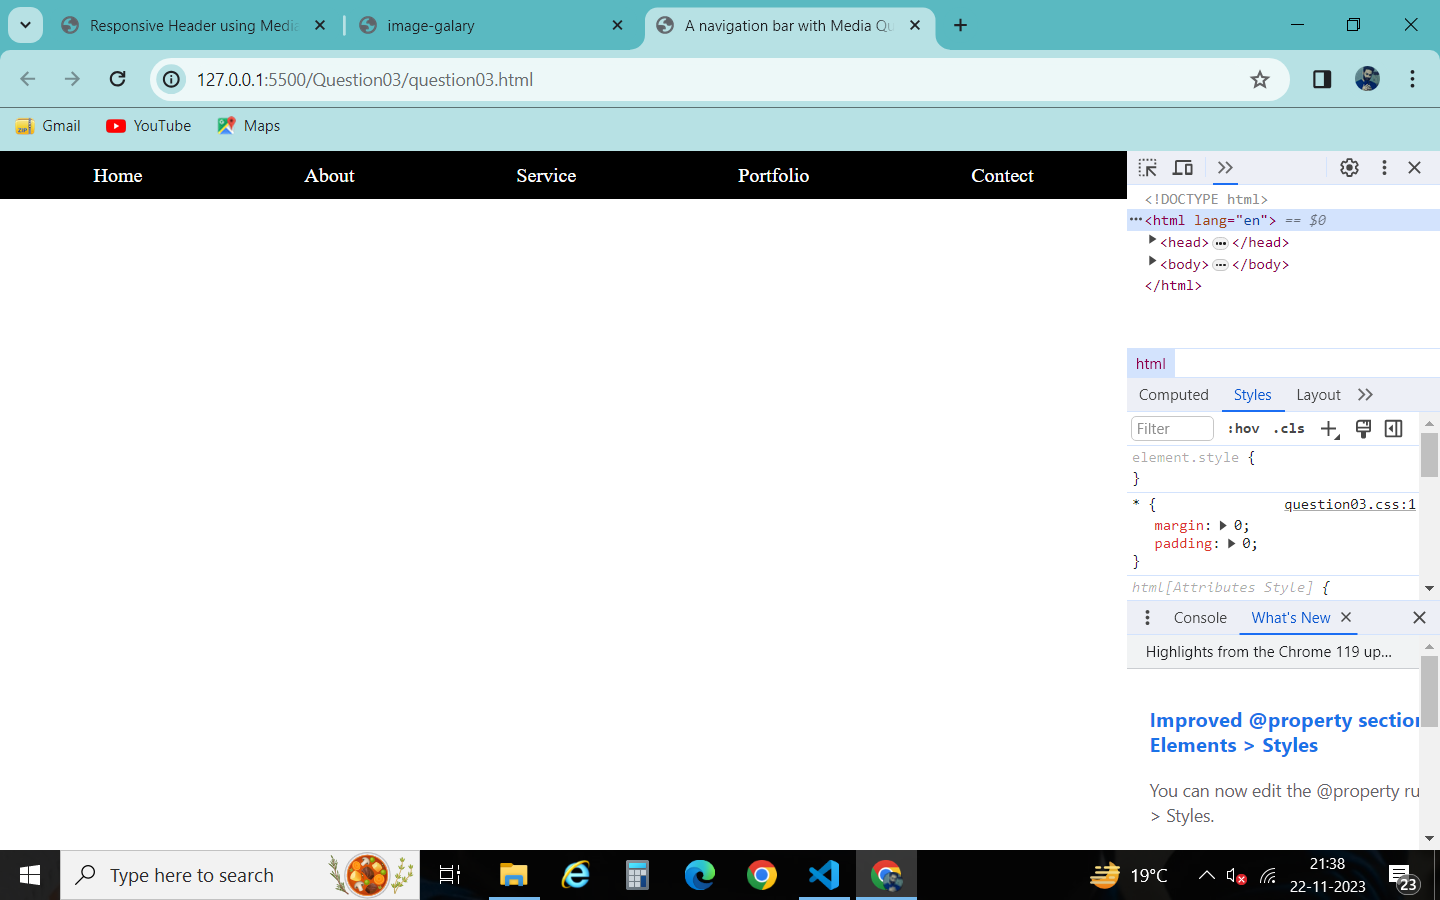 Responsive Header using Media
image-galary
A navigation bar with Media Qu
127.0.0.1:5500/Question03/question03.html
Gmail
YouTube
Maps
Home
About
Service
Portfolio
Contect
<!DOCTYPE html>
<html lang="en"> == $0
<head>
</head>
<body>
</body>
</html>
html
Computed
Styles
Layout
Filter
:hov
.cls
element.style {
}
* {
question03.css:1
margin: 0;
padding: 0;
}
html[Attributes Style] {
Console
What's New
Highlights from the Chrome 119 up...
Improved @property section
Elements > Styles
You can now edit the @property ru
> Styles.
Type here to search
19°C
21:38
22-11-2023
23